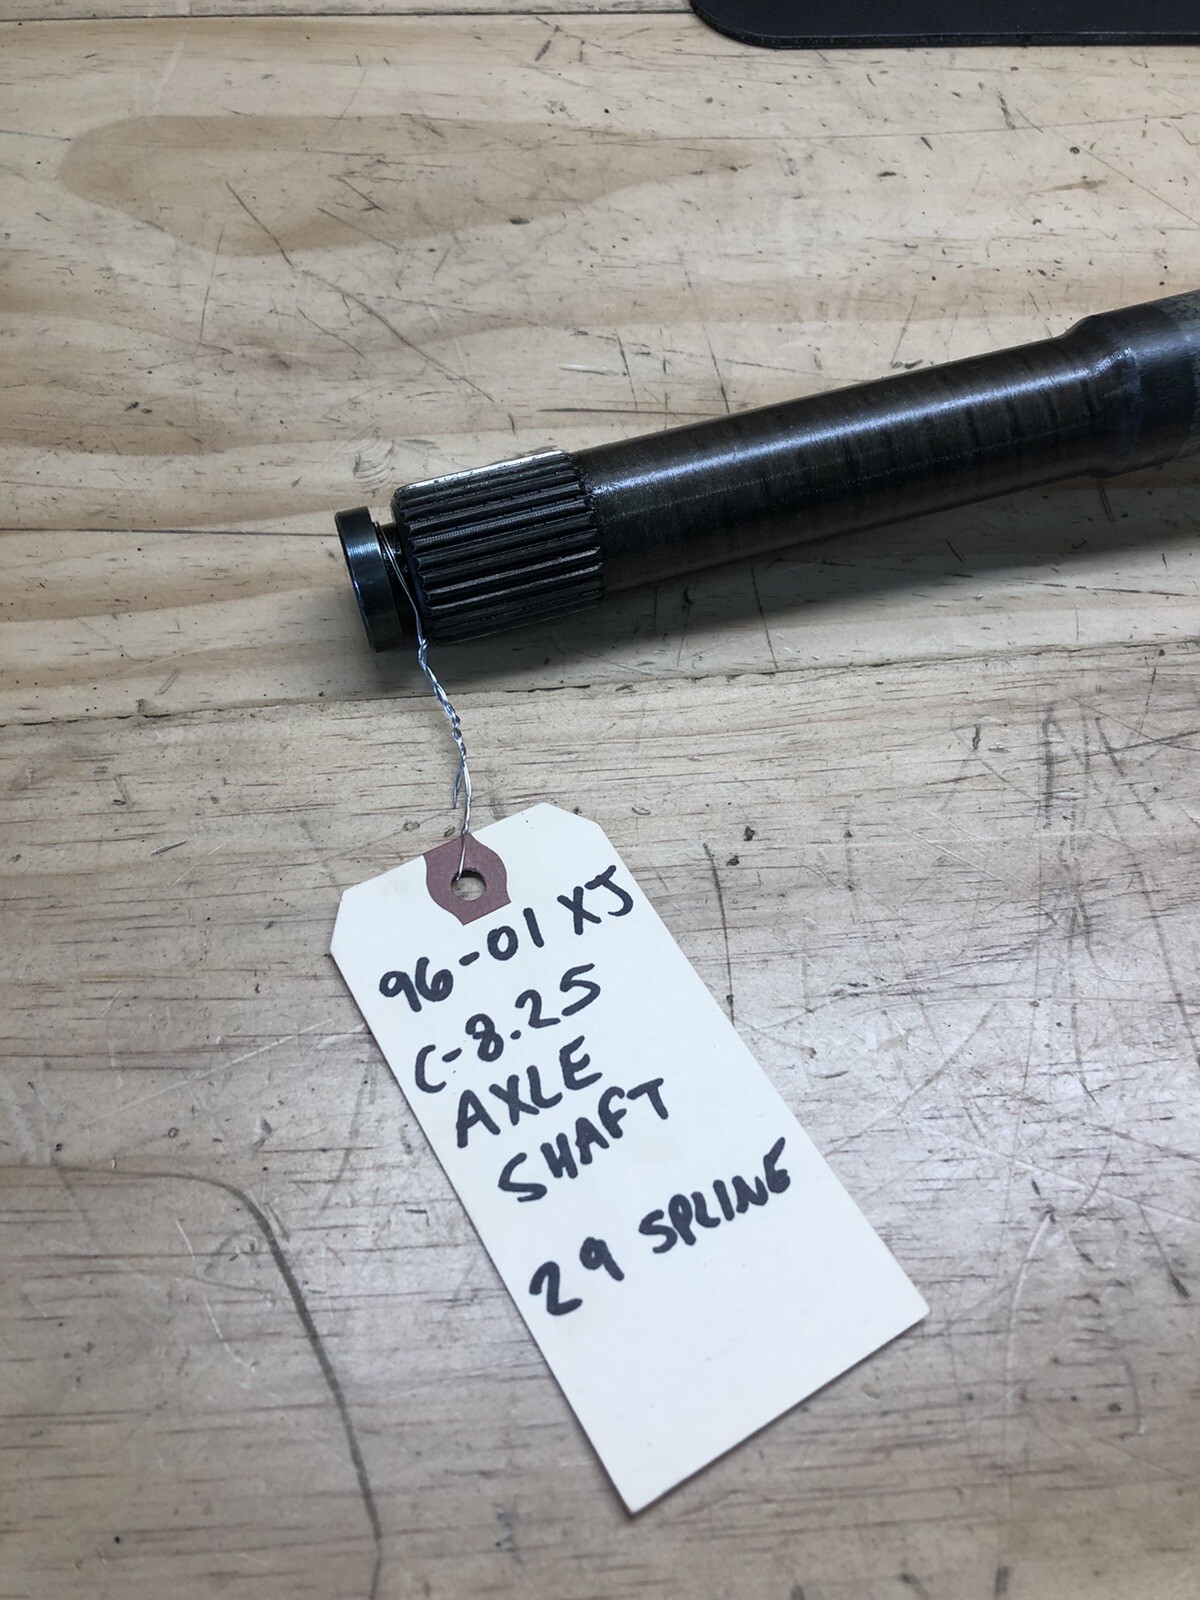 96-01 XJ
C-8.25
AXLE
SHAFT
29 SPLINE